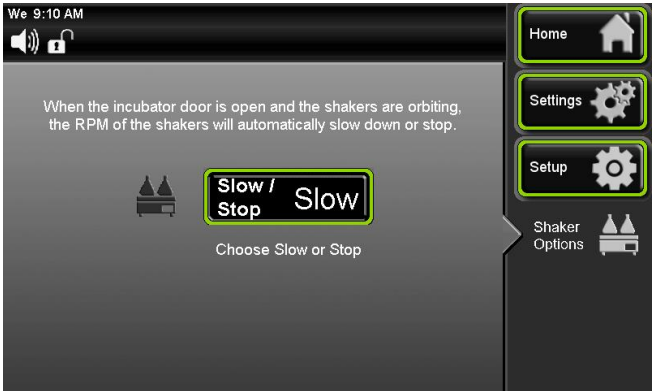 We 9:10 AM
Home
Settings
Setup
Shaker
Options
When the incubator door is open and the shakers are orbiting,
the RPM of the shakers will automatically slow down or stop.
Slow /
Stop
Slow
Choose Slow or Stop